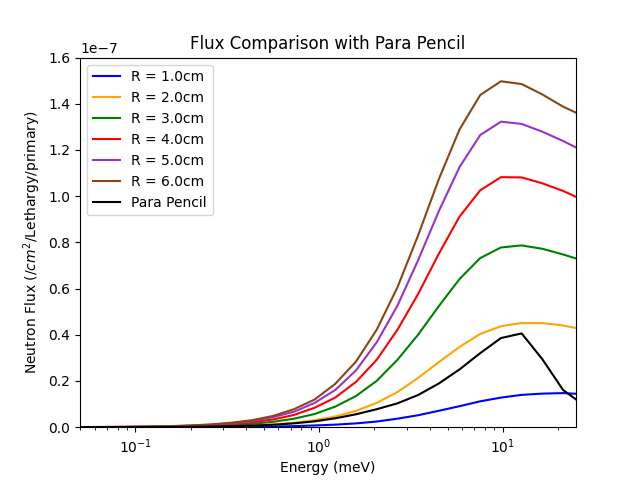 Flux Comparison with Para Pencil
1e−7
1.6
1.4
1.2
1.0
0.8
0.6
0.4
0.2
0.0
Neutron Flux (/cm²/Lethargy/primary)
R = 1.0cm
R = 2.0cm
R = 3.0cm
R = 4.0cm
R = 5.0cm
R = 6.0cm
Para Pencil
10⁻¹ 10⁰ 10¹
Energy (meV)